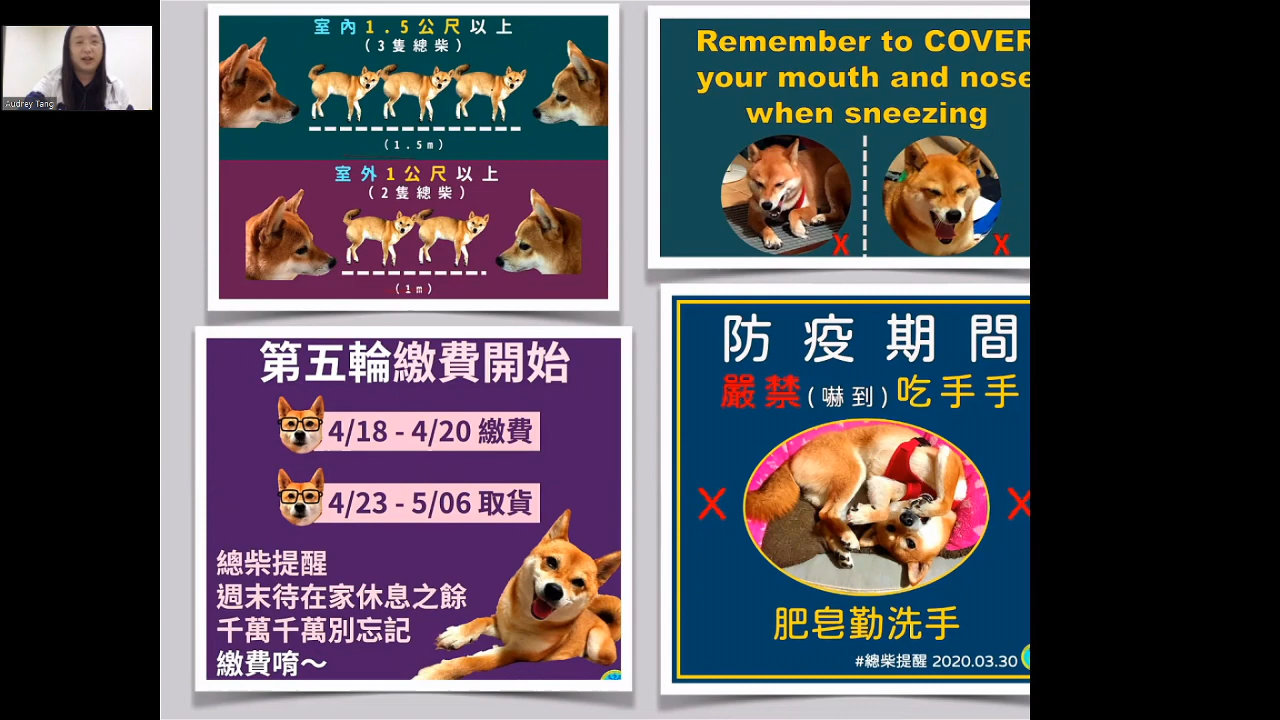 Audrey Tang
室內1.5公尺以上
(3隻總柴)
(1.5m)
室外1公尺以上
(2隻總柴)
(1m)
Remember to COVER
your mouth and nose
when sneezing
X X
第五輪繳費開始
4/18 - 4/20 繳費
4/23 - 5/06 取貨
總柴提醒
週末待在家休息之餘
千萬千萬別忘記
繳費唷~
防疫期間
嚴禁(嚇到)吃手手
X X
肥皂勤洗手
#總柴提醒 2020.03.30